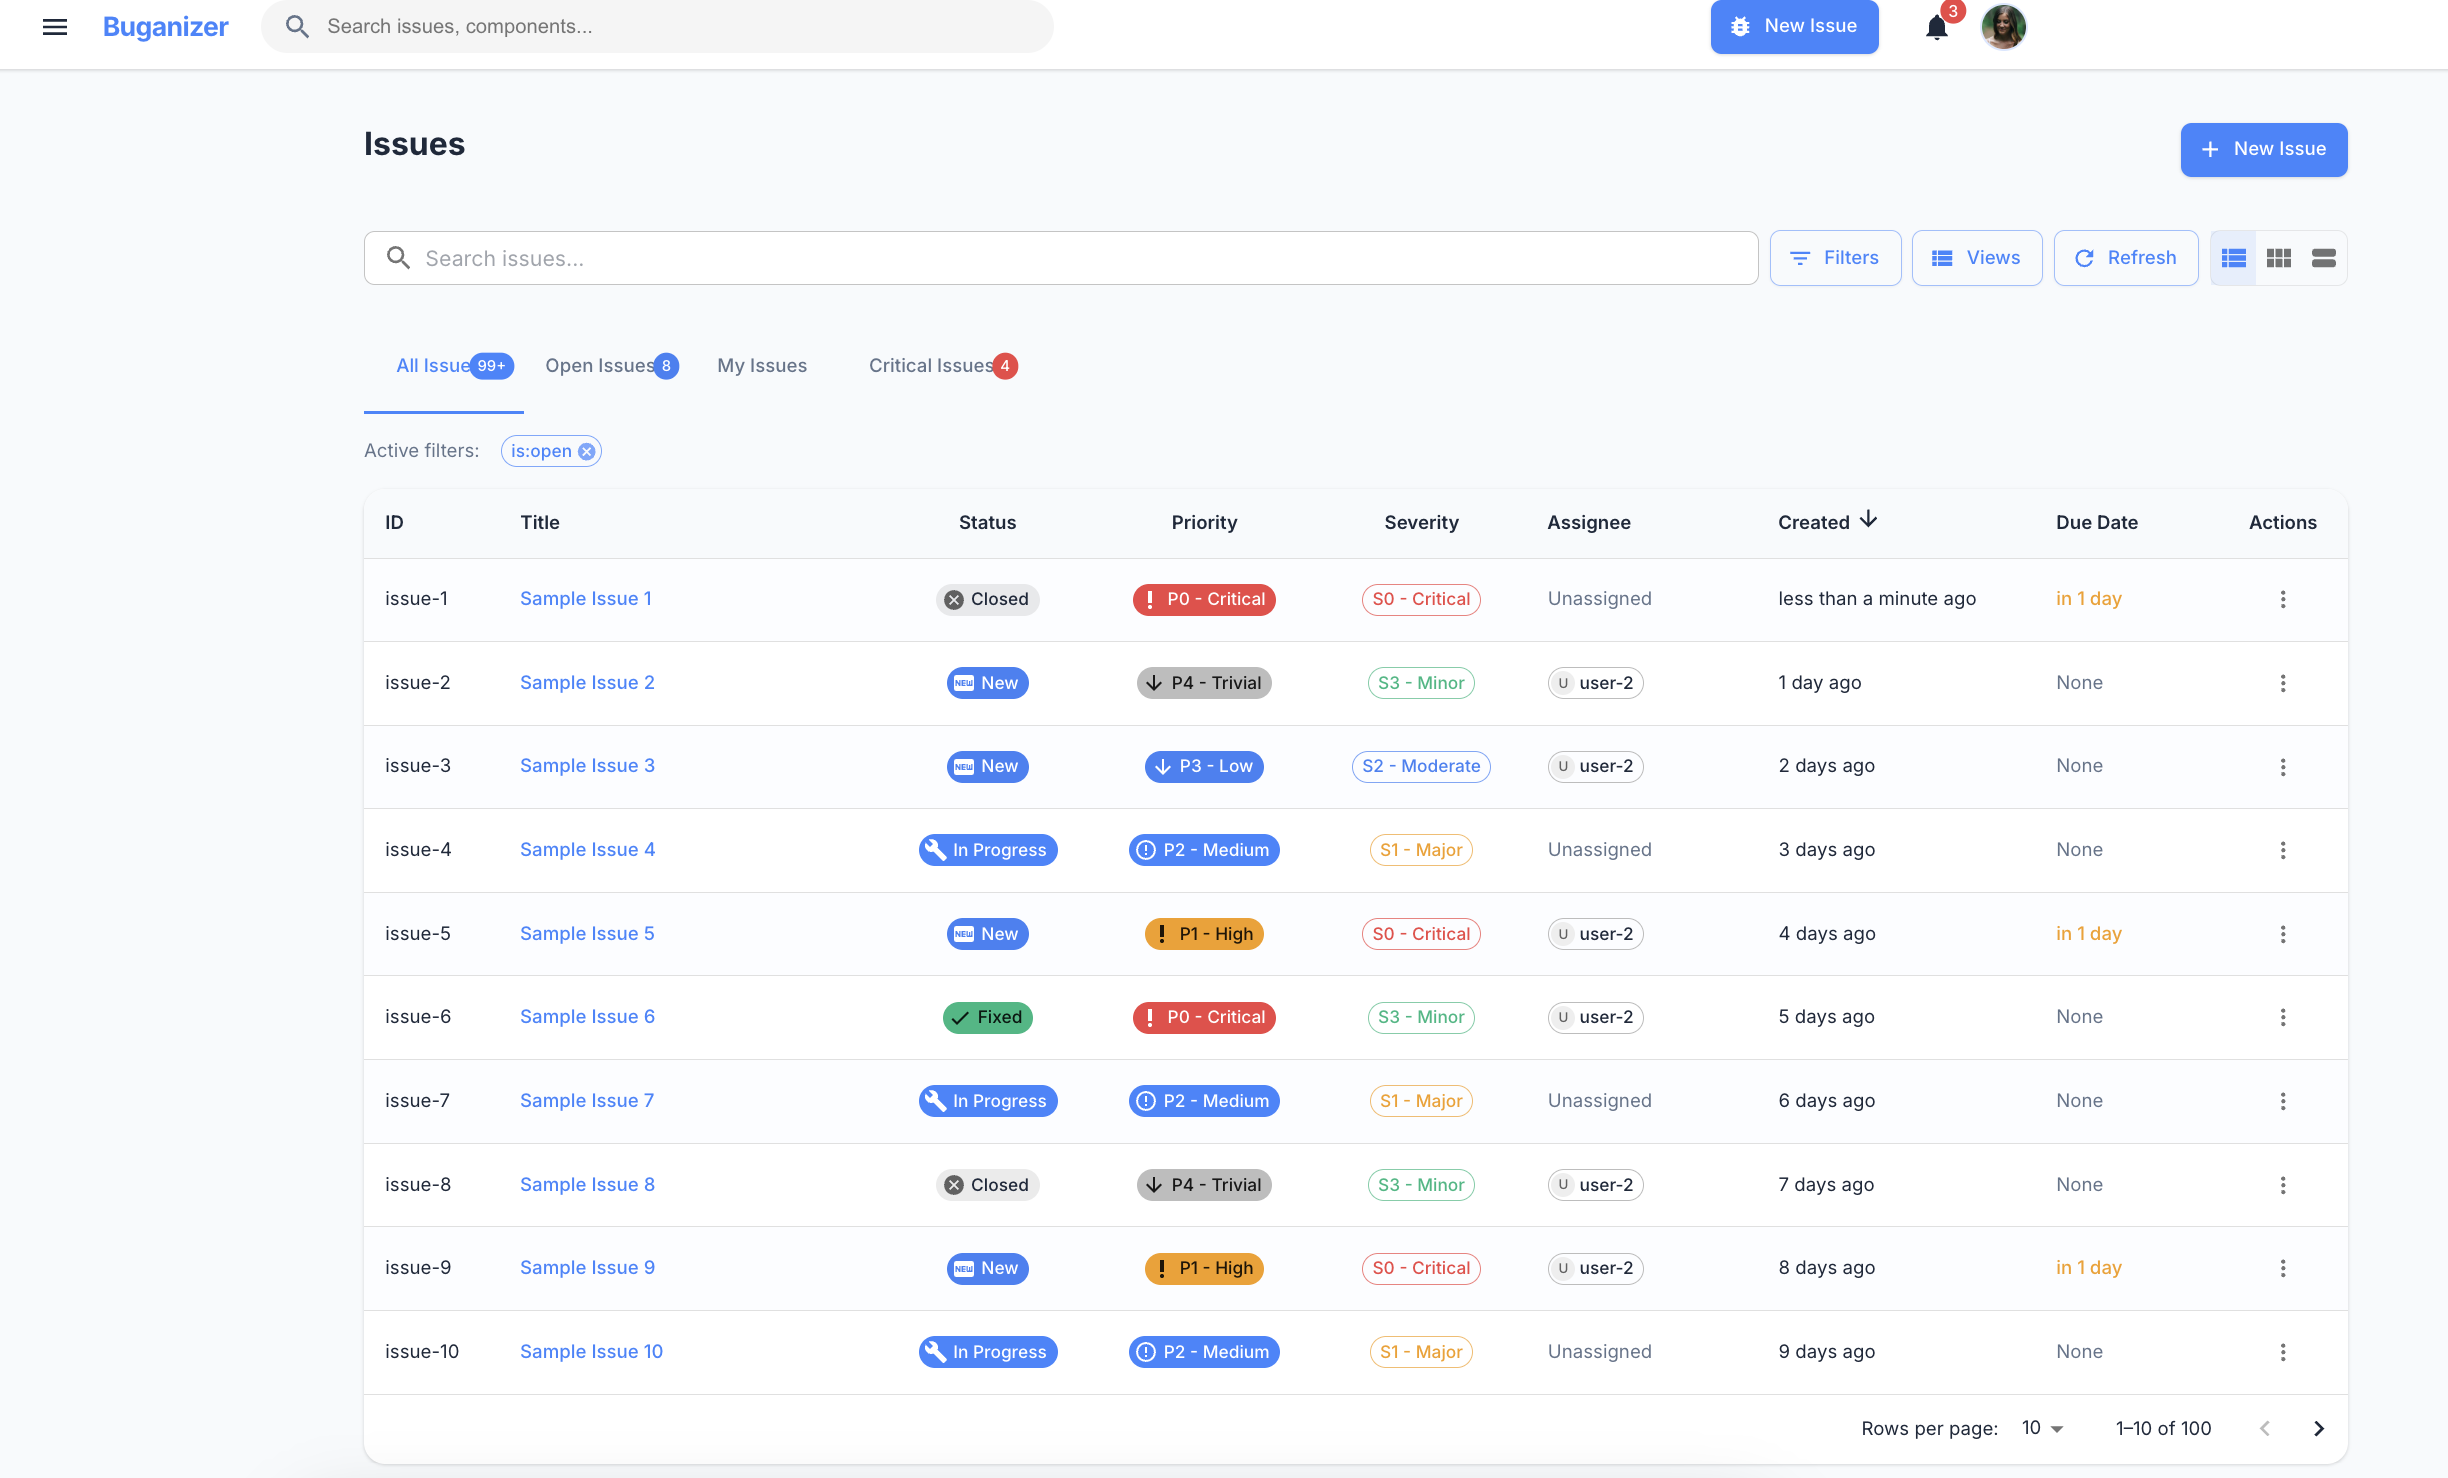 Buganizer Search issues, components... New Issue 3
Issues New Issue
Search issues... Filters Views Refresh
All Issue 99+ Open Issues 8 My Issues Critical Issues 4
Active filters: is:open
ID Title Status Priority Severity Assignee Created Due Date Actions
issue-1 Sample Issue 1 Closed P0 - Critical S0 - Critical Unassigned less than a minute ago in 1 day
issue-2 Sample Issue 2 NEW New P4 - Trivial S3 - Minor U user-2 1 day ago None
issue-3 Sample Issue 3 NEW New P3 - Low S2 - Moderate U user-2 2 days ago None
issue-4 Sample Issue 4 In Progress P2 - Medium S1 - Major Unassigned 3 days ago None
issue-5 Sample Issue 5 NEW New P1 - High S0 - Critical U user-2 4 days ago in 1 day
issue-6 Sample Issue 6 Fixed P0 - Critical S3 - Minor U user-2 5 days ago None
issue-7 Sample Issue 7 In Progress P2 - Medium S1 - Major Unassigned 6 days ago None
issue-8 Sample Issue 8 Closed P4 - Trivial S3 - Minor U user-2 7 days ago None
issue-9 Sample Issue 9 NEW New P1 - High S0 - Critical U user-2 8 days ago in 1 day
issue-10 Sample Issue 10 In Progress P2 - Medium S1 - Major Unassigned 9 days ago None
Rows per page: 10 1–10 of 100